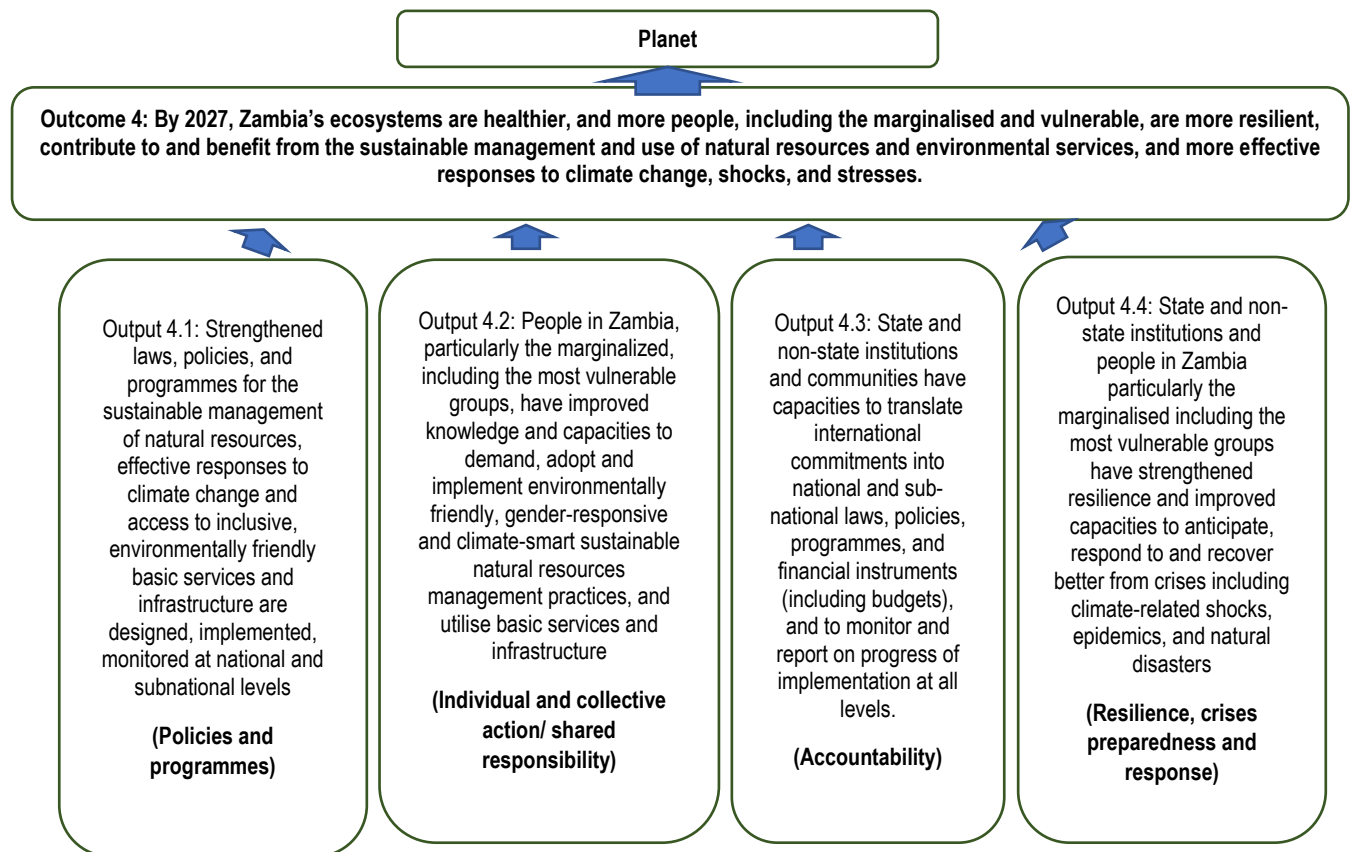 Planet
Outcome 4: By 2027, Zambia's ecosystems are healthier, and more people, including the marginalised and vulnerable, are more resilient,
contribute to and benefit from the sustainable management and use of natural resources and environmental services, and more effective
responses to climate change, shocks, and stresses.
Output 4.1: Strengthened
laws, policies, and
programmes for the
sustainable management
of natural resources,
effective responses to
climate change and
access to inclusive,
environmentally friendly
basic services and
infrastructure are
designed, implemented,
monitored at national and
subnational levels
(Policies and
programmes)
Output 4.2: People in Zambia,
particularly the marginalized,
including the most vulnerable
groups, have improved
knowledge and capacities to
demand, adopt and
implement environmentally
friendly, gender-responsive
and climate-smart sustainable
natural resources
management practices, and
utilise basic services and
infrastructure
(Individual and collective
action/ shared
responsibility)
Output 4.3: State and
non-state institutions
and communities have
capacities to translate
international
commitments into
national and sub-
national laws, policies,
programmes, and
financial instruments
(including budgets),
and to monitor and
report on progress of
implementation at all
levels.
(Accountability)
Output 4.4: State and non-
state institutions and
people in Zambia
particularly the
marginalised including the
most vulnerable groups
have strengthened
resilience and improved
capacities to anticipate,
respond to and recover
better from crises including
climate-related shocks,
epidemics, and natural
disasters
(Resilience, crises
preparedness and
response)